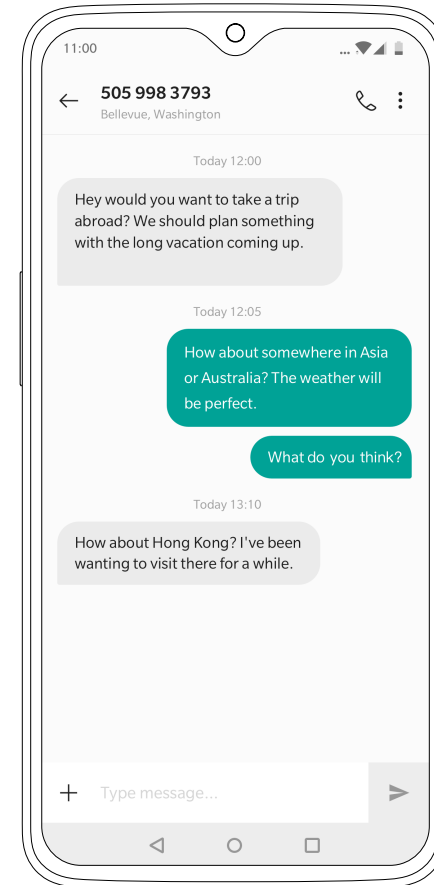 11:00
505 998 3793
Bellevue, Washington
Today 12:00
Hey would you want to take a trip
abroad? We should plan something
with the long vacation coming up.
Today 12:05
How about somewhere in Asia
or Australia? The weather will
be perfect.
What do you think?
Today 13:10
How about Hong Kong? I've been
wanting to visit there for a while.
Type message...